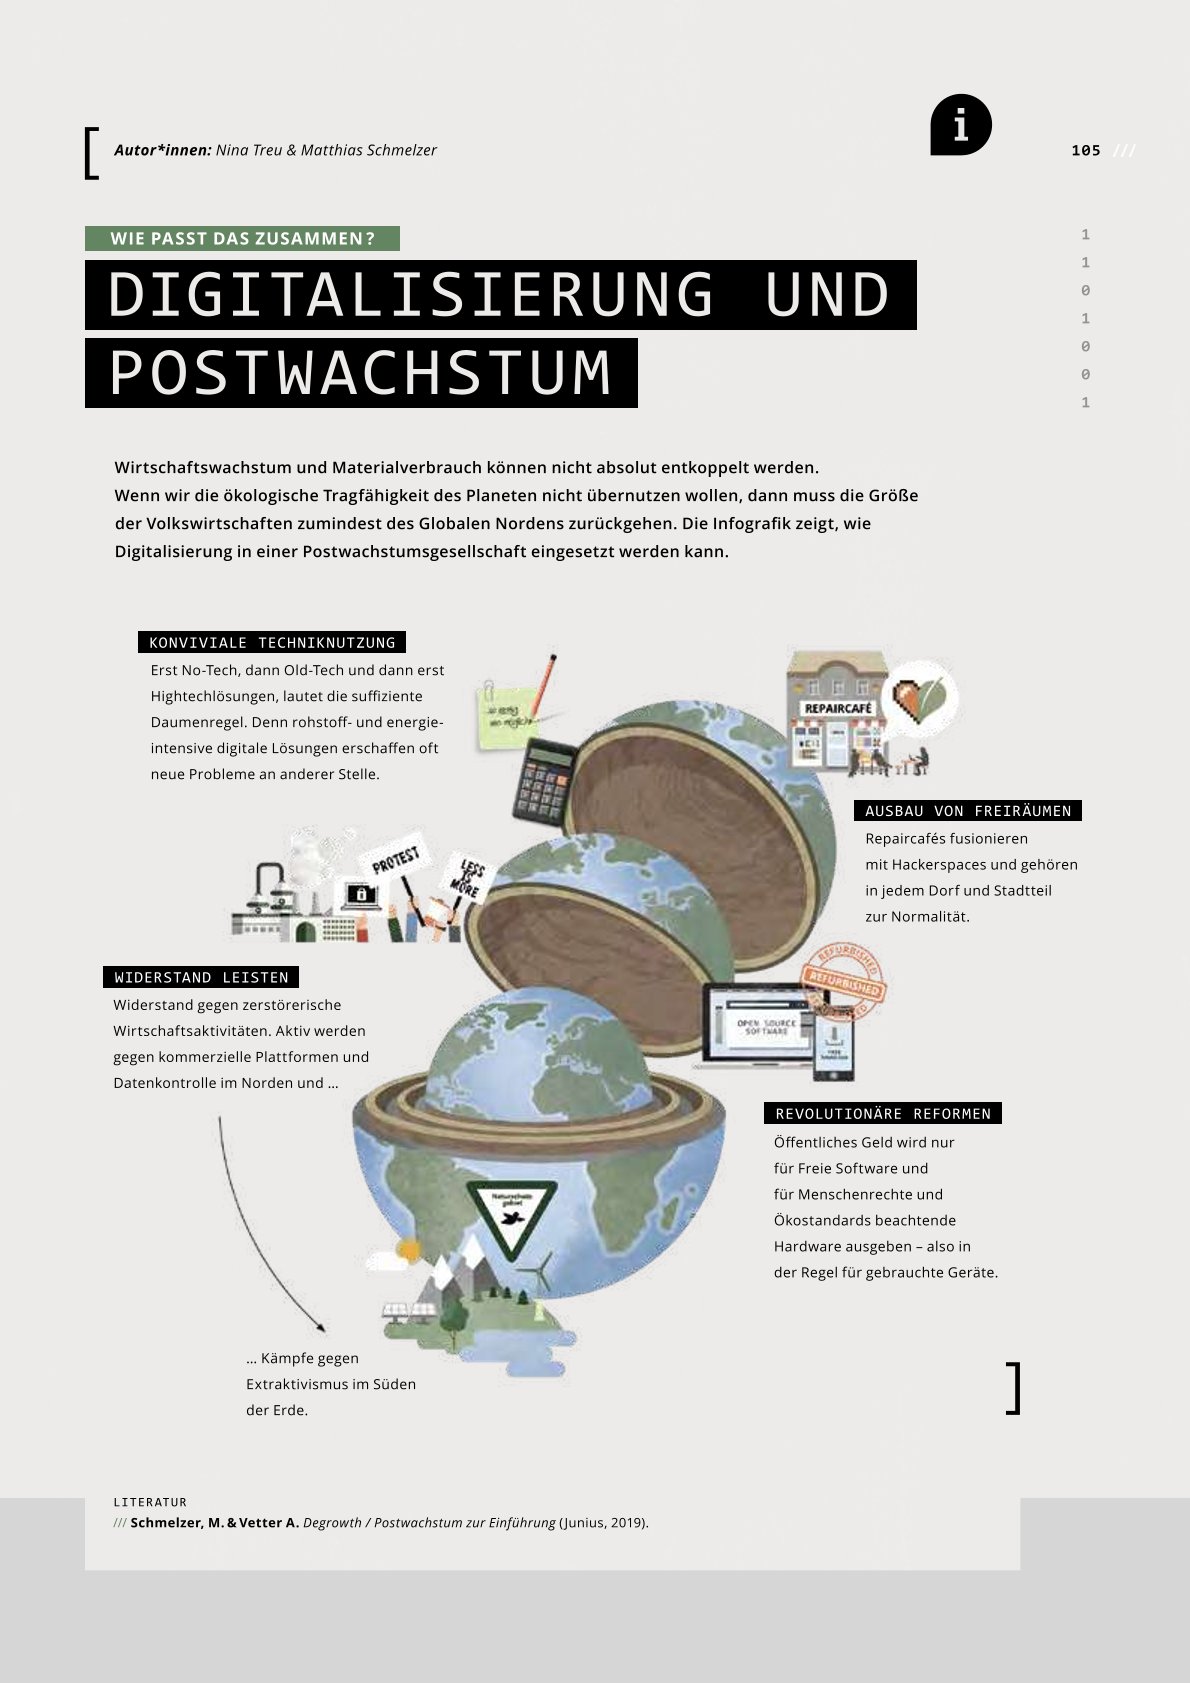 Autor*innen: Nina Treu & Matthias Schmelzer
i
105 ///
WIE PASST DAS ZUSAMMEN?
DIGITALISIERUNG UND
POSTWACHSTUM
1
1
0
1
0
0
1
Wirtschaftswachstum und Materialverbrauch können nicht absolut entkoppelt werden.
Wenn wir die ökologische Tragfähigkeit des Planeten nicht übernutzen wollen, dann muss die Größe
der Volkswirtschaften zumindest des Globalen Nordens zurückgehen. Die Infografik zeigt, wie
Digitalisierung in einer Postwachstumsgesellschaft eingesetzt werden kann.
KONVIVIALE TECHNIKNUTZUNG
Erst No-Tech, dann Old-Tech und dann erst
Hightechlösungen, lautet die suffiziente
Daumenregel. Denn rohstoff- und energie-
intensive digitale Lösungen erschaffen oft
neue Probleme an anderer Stelle.
REPAIRCAFÉ
AUSBAU VON FREIRÄUMEN
Repaircafés fusionieren
mit Hackerspaces und gehören
in jedem Dorf und Stadtteil
zur Normalität.
PROTEST
LESS
IS
MORE
WIDERSTAND LEISTEN
Widerstand gegen zerstörerische
Wirtschaftsaktivitäten. Aktiv werden
gegen kommerzielle Plattformen und
Datenkontrolle im Norden und …
REFURBISHED
REFURBISHED
OPEN SOURCE
SOFTWARE
REVOLUTIONÄRE REFORMEN
Öffentliches Geld wird nur
für Freie Software und
für Menschenrechte und
Ökostandards beachtende
Hardware ausgeben – also in
der Regel für gebrauchte Geräte.
Naturschutz-
gebiet
… Kämpfe gegen
Extraktivismus im Süden
der Erde.
LITERATUR
/// Schmelzer, M. & Vetter A. Degrowth / Postwachstum zur Einführung (Junius, 2019).